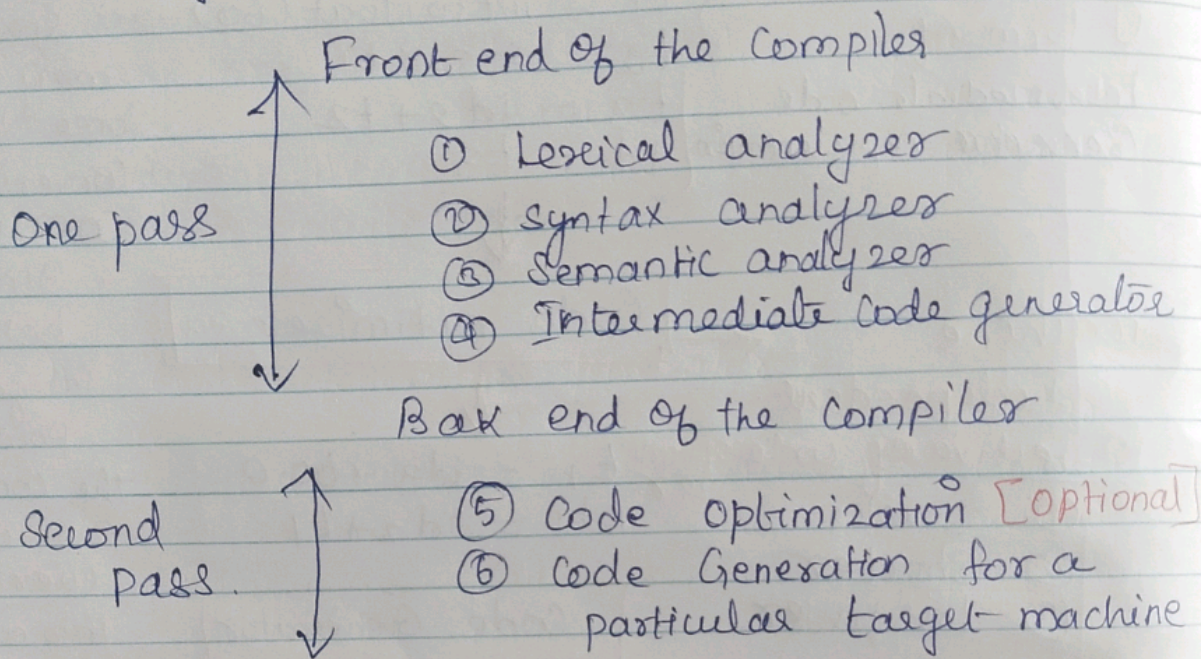 Front end of the Compiler
① Lexical analyzer
One pass
② syntax analyzer
③ Semantic analyzer
④ Intermediate code generator
Bak end of the Compiler
⑤ Code optimization [optional]
Second
pass.
⑥ Code Generation for a
particular target machine